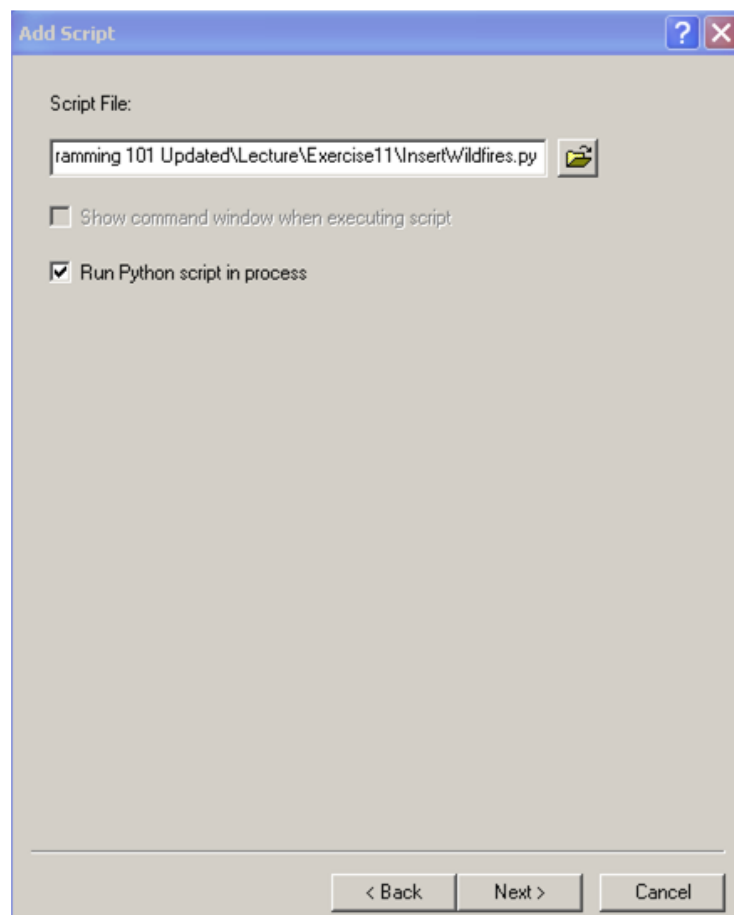 Add Script
Script File:
ramming 101 Updated\Lecture\Exercise11\InsertWildfires.py
Show command window when executing script
Run Python script in process
< Back
Next >
Cancel